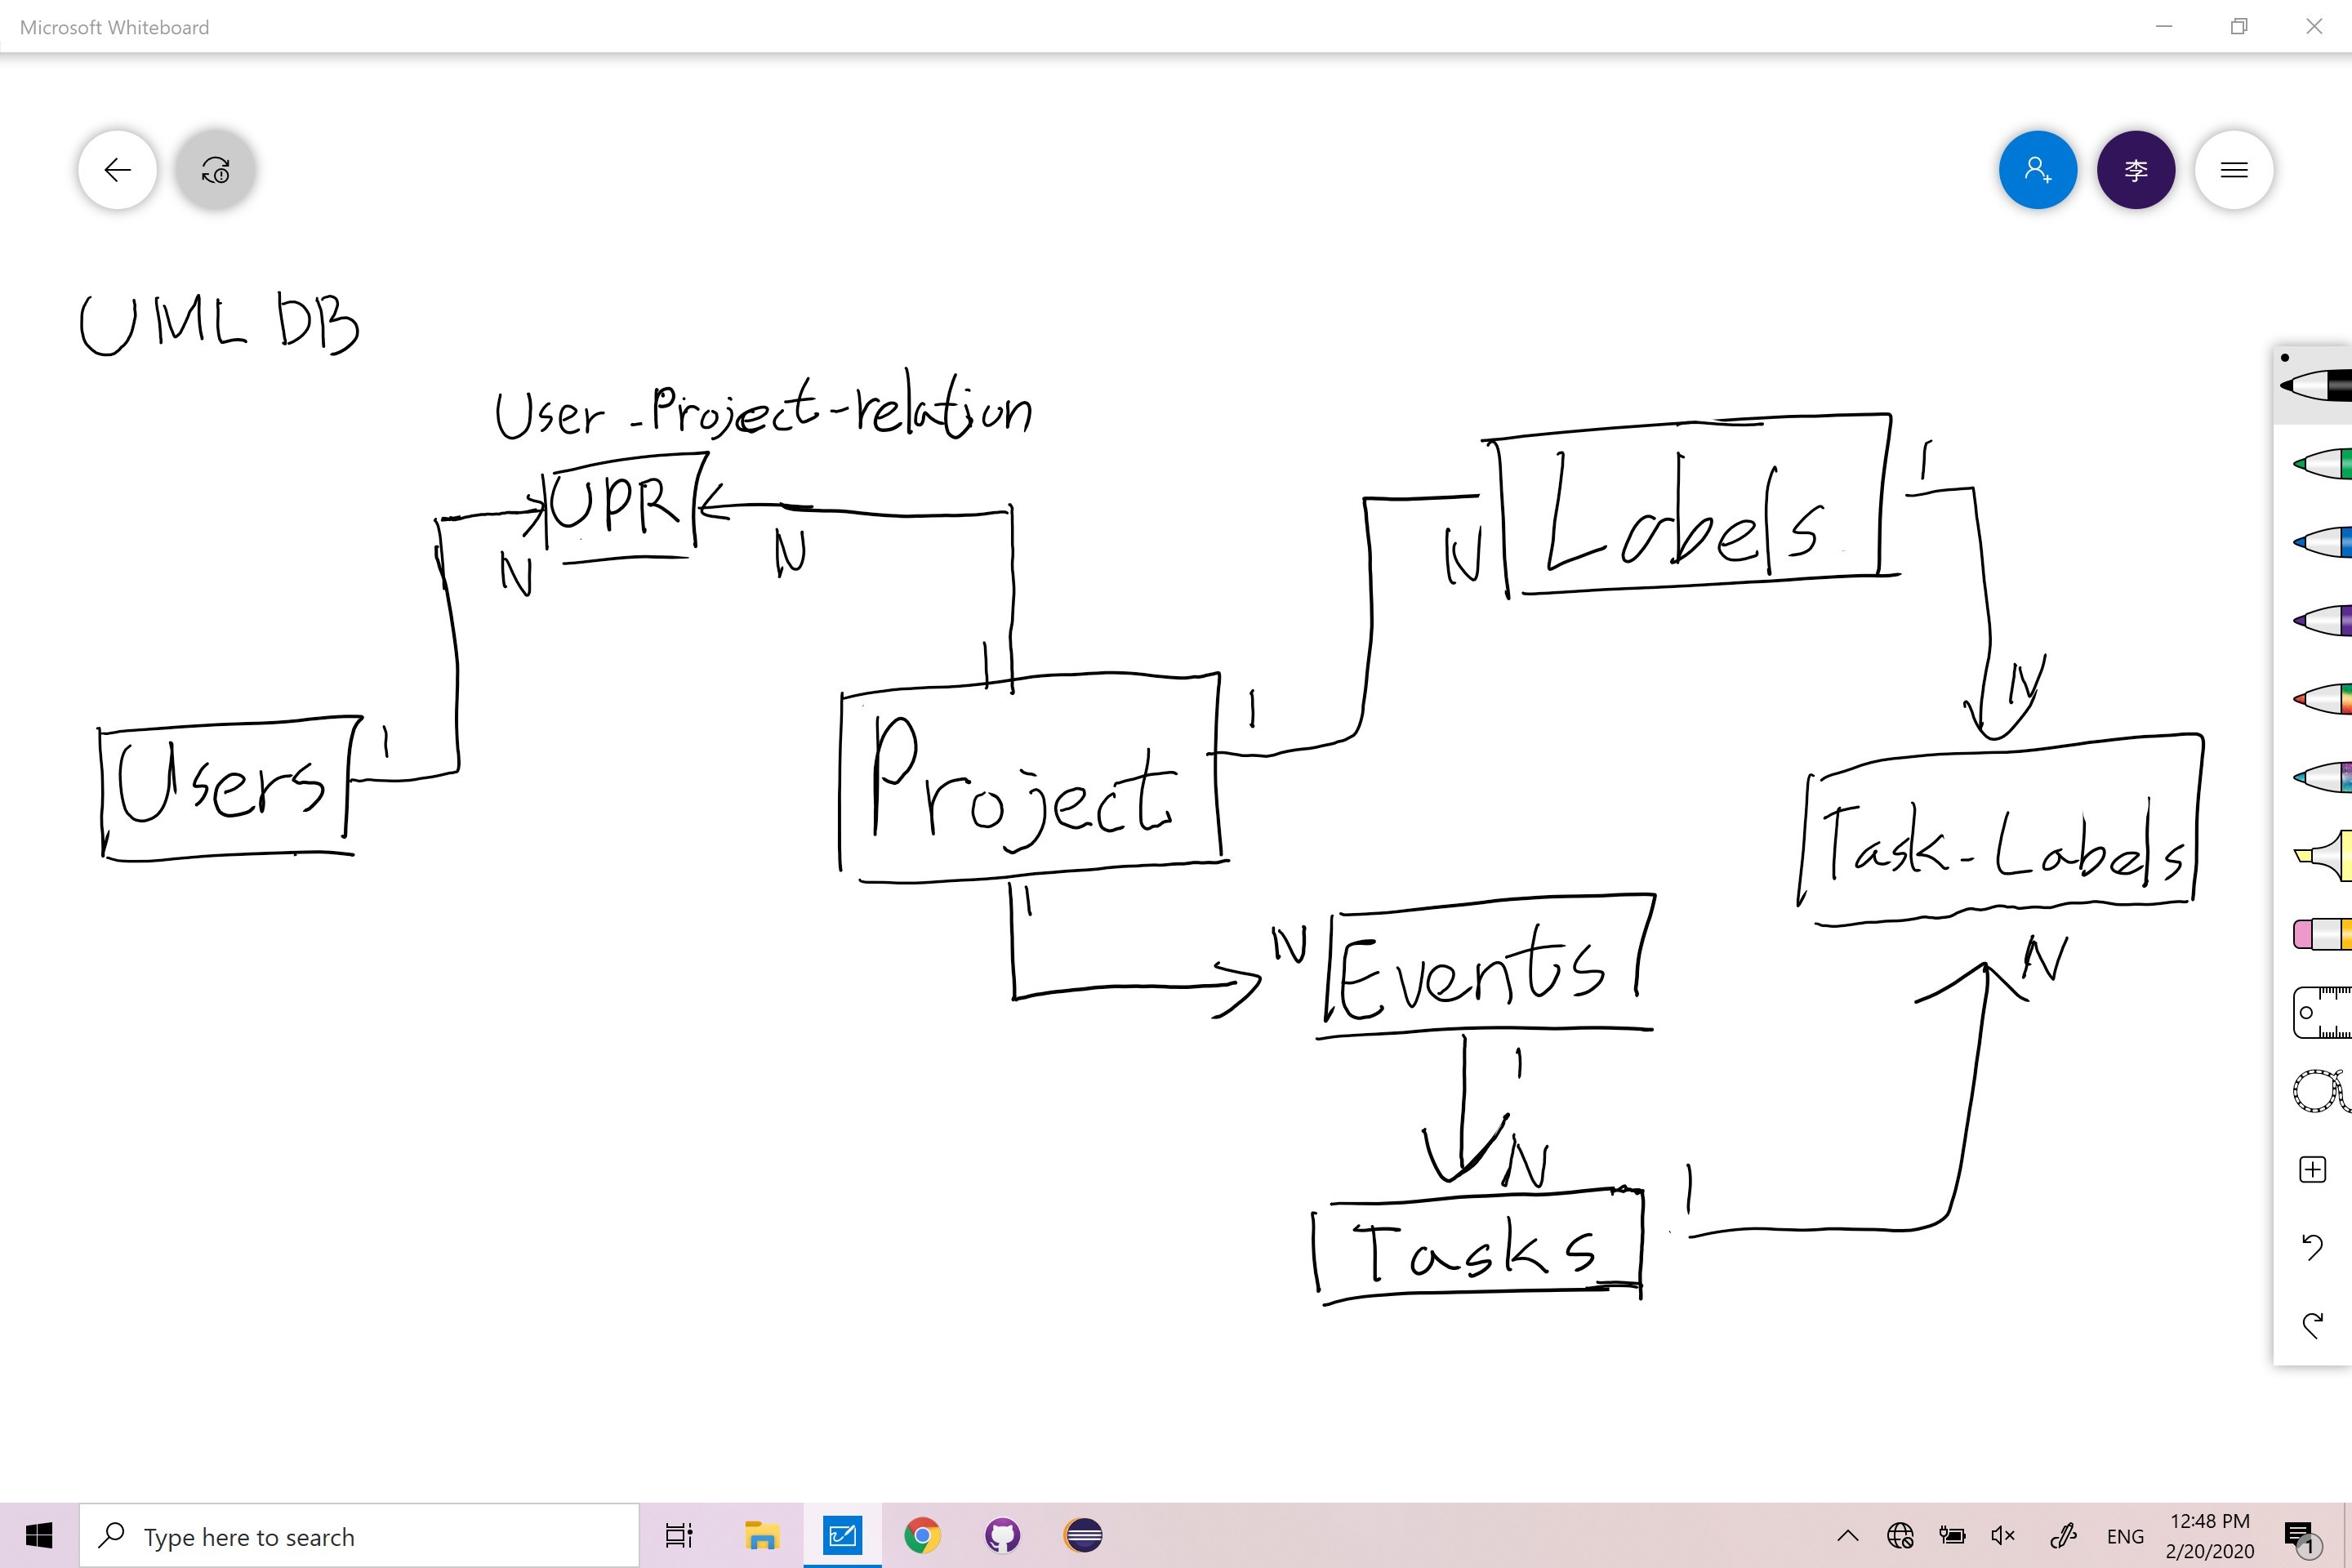 Microsoft Whiteboard
李
UML DB
User-Project-relation
UPR
N
N
1
Users
1
Project
1
1
N
Labels
1
N
Task-Labels
N
N
Events
1
N
Tasks
1
Type here to search
ENG
12:48 PM
2/20/2020
1